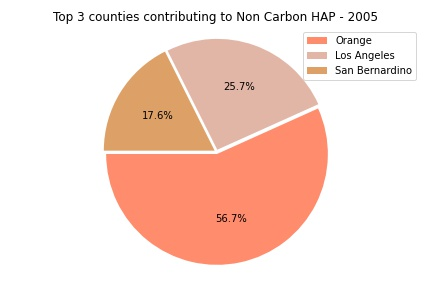 Top 3 counties contributing to Non Carbon HAP - 2005
Orange
Los Angeles
San Bernardino
25.7%
17.6%
56.7%